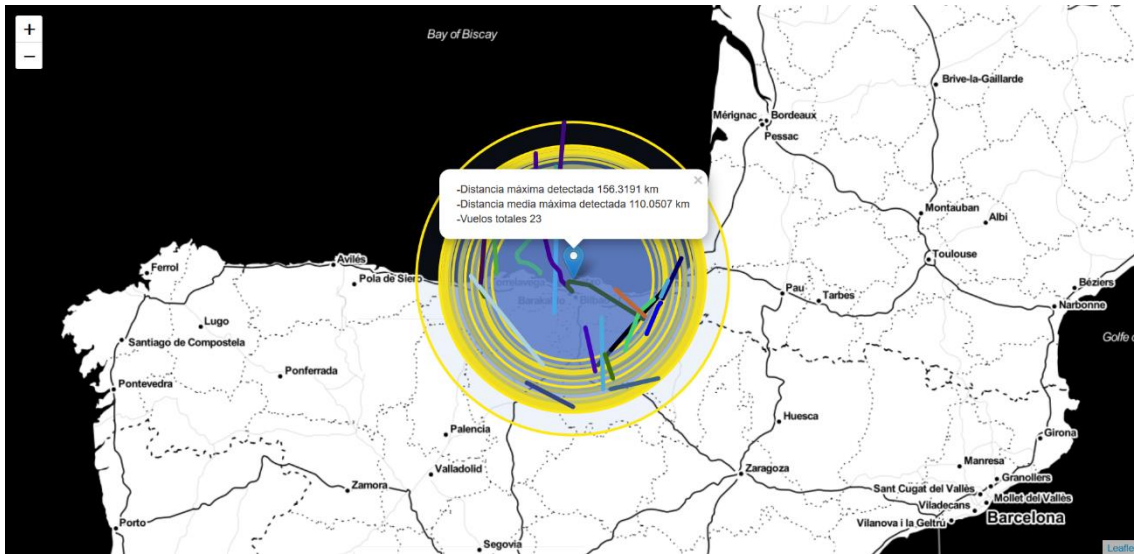 +
−
Bay of Biscay
Brive-la-Gaillarde
Mérignac
Bordeaux
Pessac
×
-Distancia máxima detectada 156.3191 km
-Distancia media máxima detectada 110.0507 km
-Vuelos totales 23
Montauban
Albi
Avilés
Toulouse
Ferrol
Pola de Siero
Pau
Tarbes
Béziers
Narbonne
Lugo
Santiago de Compostela
Golfe
Ponferrada
Pontevedra
Huesca
Palencia
Girona
Valladolid
Zaragoza
Manresa
Granollers
Zamora
Sant Cugat del Vallès
Mollet del Vallès
Viladecans
Barcelona
Vilanova i la Geltrú
Porto
Segovia
Leafle